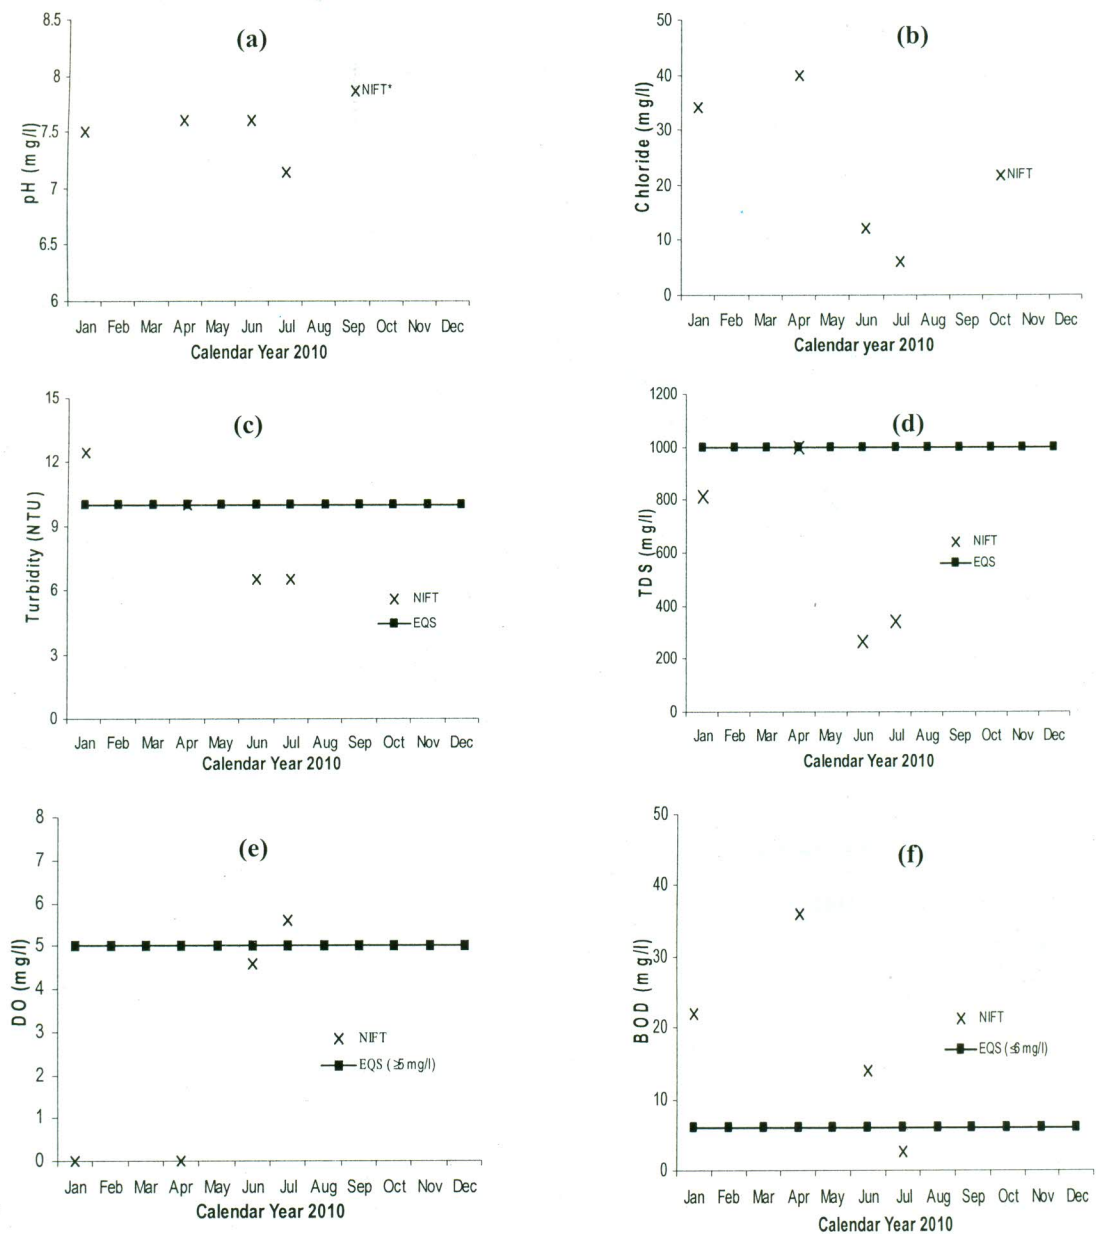 (a)
pH (mg/l)
8.5
8
7.5
7
6.5
6
NIFT*
Jan Feb Mar Apr May Jun Jul Aug Sep Oct Nov Dec
Calendar Year 2010
(b)
Chloride (mg/l)
50
40
30
20
10
0
NIFT
Jan Feb Mar Apr May Jun Jul Aug Sep Oct Nov Dec
Calendar year 2010
(c)
Turbidity (NTU)
15
12
9
6
3
0
NIFT
EQS
Jan Feb Mar Apr May Jun Jul Aug Sep Oct Nov Dec
Calendar Year 2010
(d)
TDS (mg/l)
1200
1000
800
600
400
200
0
NIFT
EQS
Jan Feb Mar Apr May Jun Jul Aug Sep Oct Nov Dec
Calendar Year 2010
(e)
DO (mg/l)
8
7
6
5
4
3
2
1
0
NIFT
EQS (≥5 mg/l)
Jan Feb Mar Apr May Jun Jul Aug Sep Oct Nov Dec
Calendar Year 2010
(f)
BOD (mg/l)
50
40
30
20
10
0
NIFT
EQS (≤6 mg/l)
Jan Feb Mar Apr May Jun Jul Aug Sep Oct Nov Dec
Calendar Year 2010